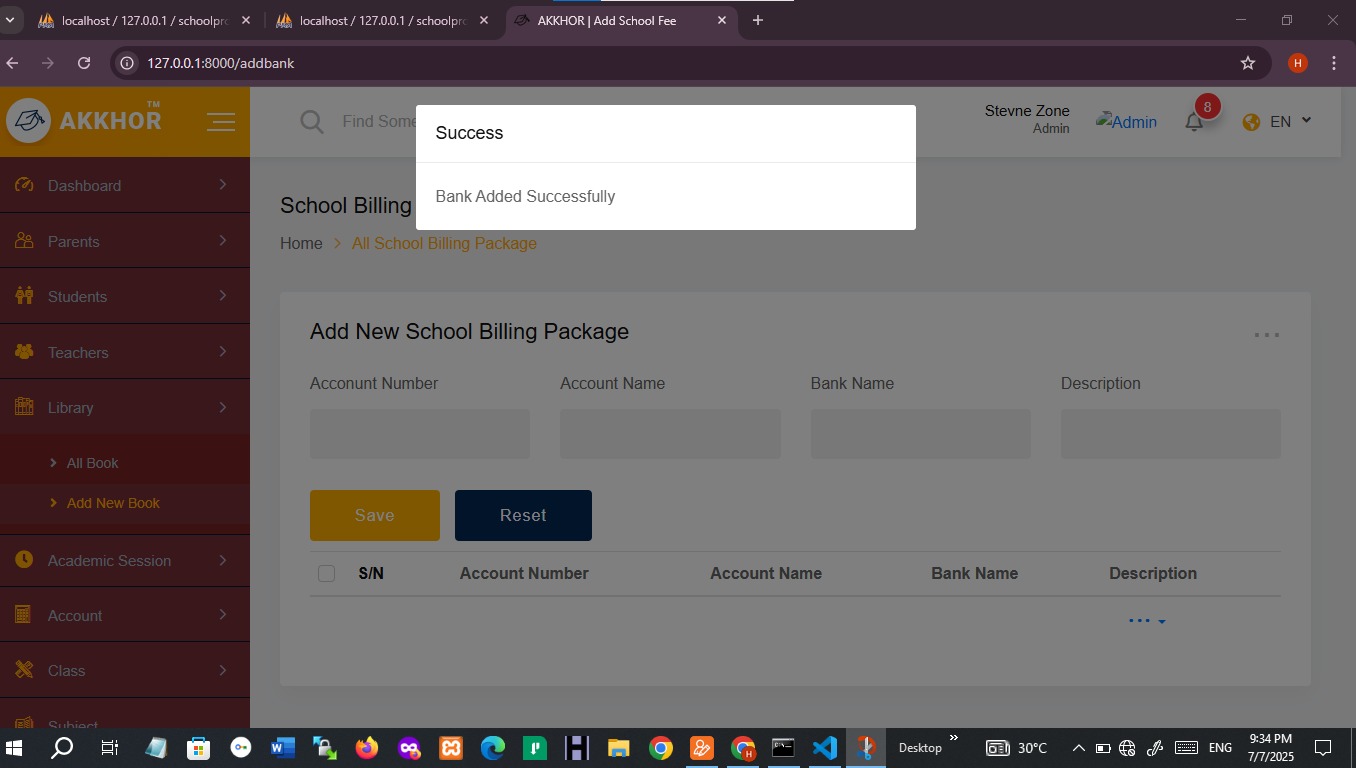 localhost / 127.0.0.1 / schoolpro
localhost / 127.0.0.1 / schoolpro
AKKHOR | Add School Fee
127.0.0.1:8000/addbank
H
AKKHOR
TM
Find Some
Success
Bank Added Successfully
Stevne Zone
Admin
Admin
8
EN
Dashboard
Parents
Students
Teachers
Library
All Book
Add New Book
Academic Session
Account
Class
Subject
School Billing
Home > All School Billing Package
Add New School Billing Package
Acconunt Number
Account Name
Bank Name
Description
Save
Reset
S/N
Account Number
Account Name
Bank Name
Description
Desktop
30°C
ENG
9:34 PM
7/7/2025